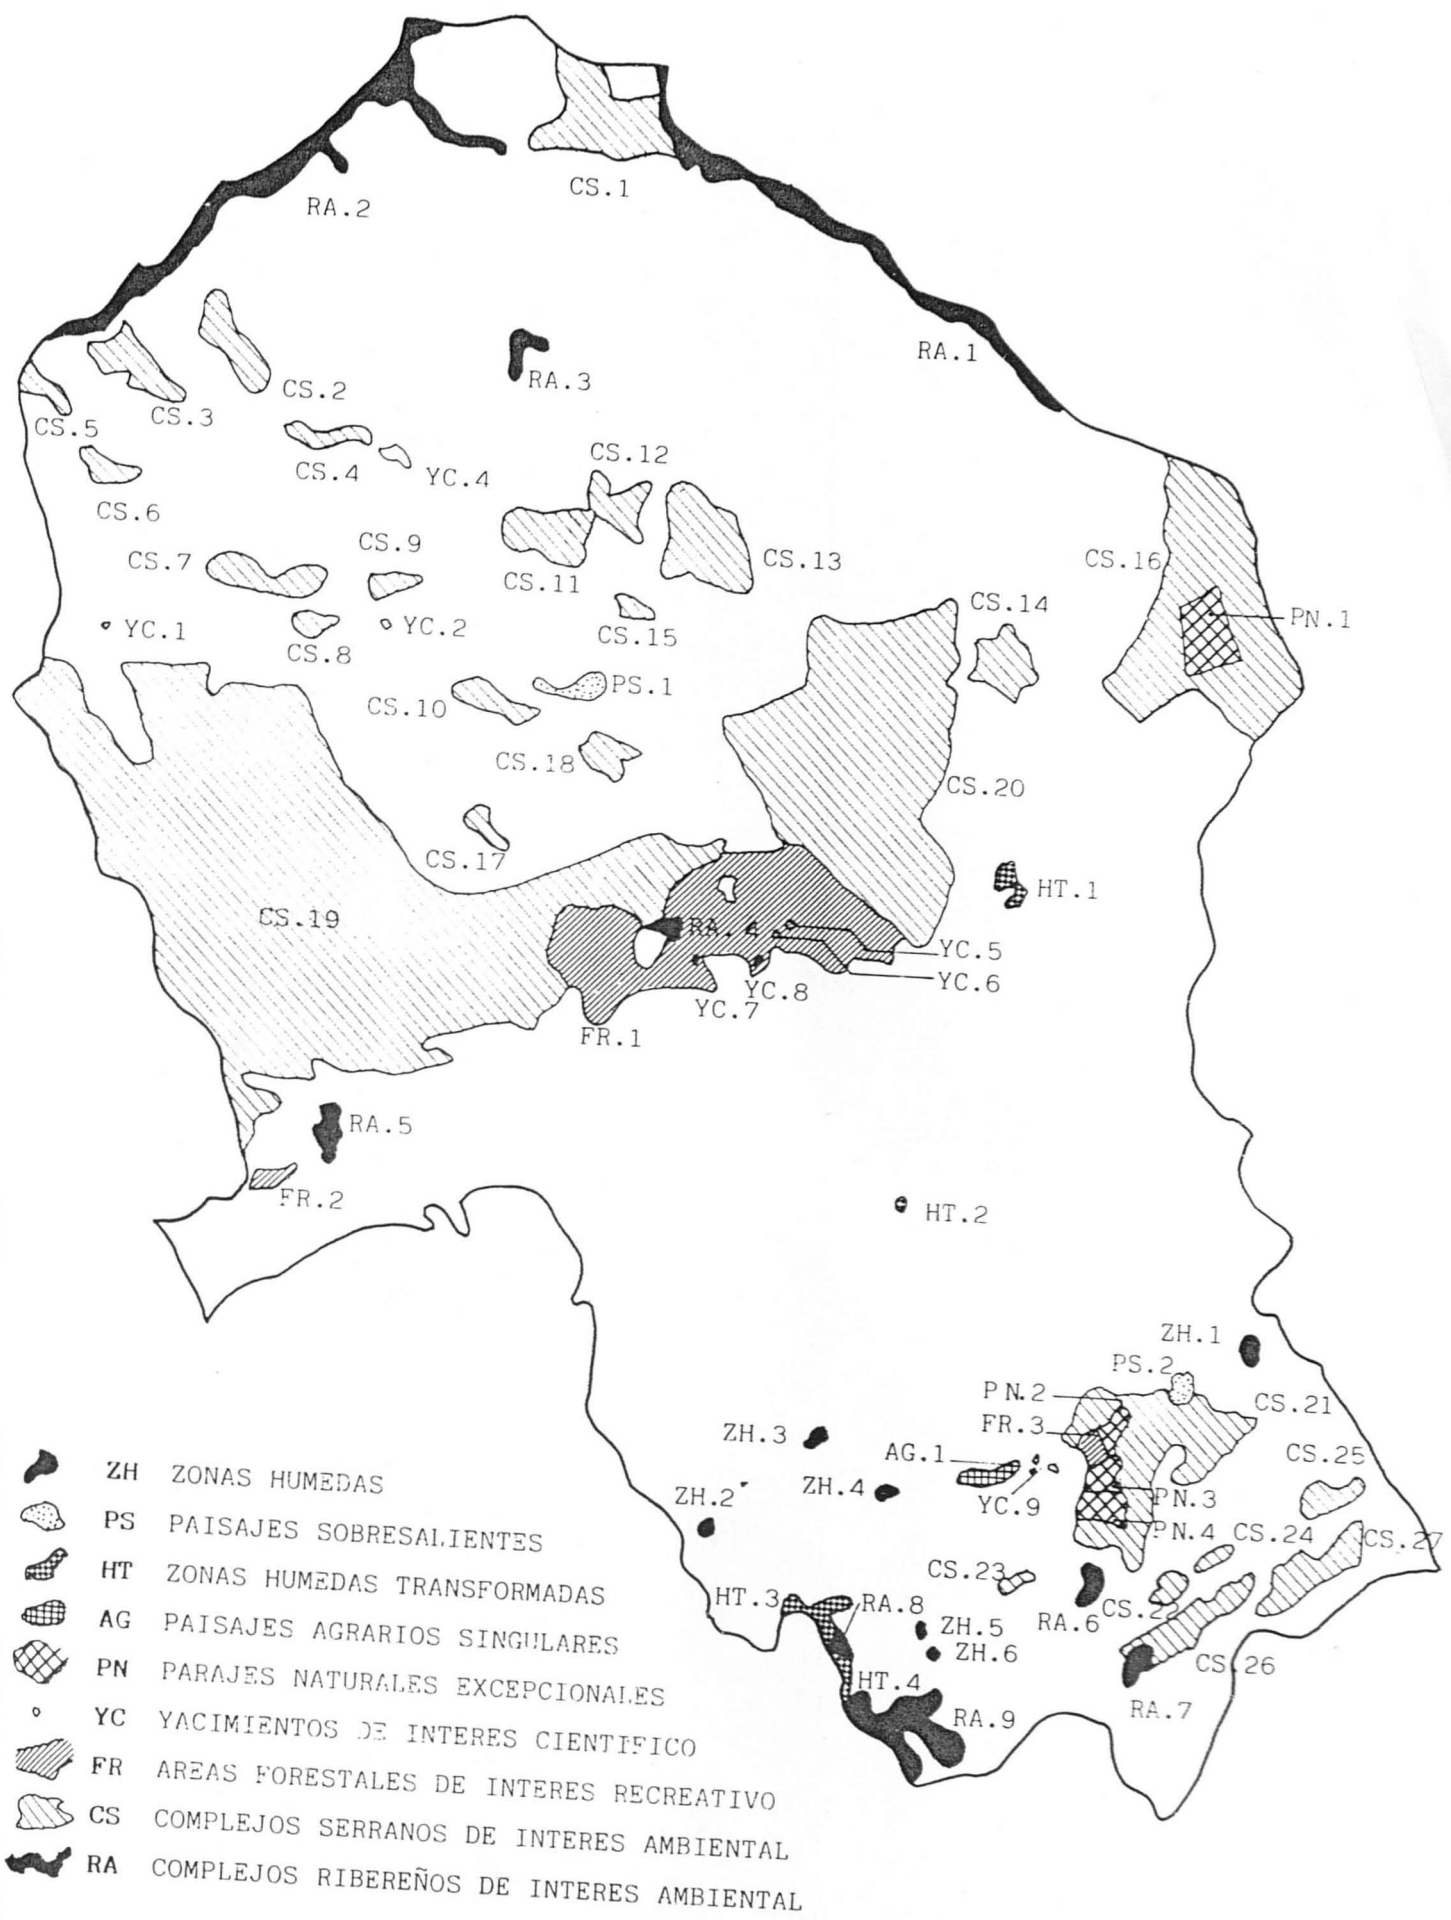 CS.1
RA.2
RA.1
RA.3
CS.2
CS.3
CS.5
CS.12
CS.4
YC.4
CS.6
CS.9
CS.7
CS.13
CS.16
CS.11
CS.14
PN.1
YC.1
YC.2
CS.15
CS.8
PS.1
CS.10
CS.18
CS.20
CS.17
HT.1
CS.19
RA.4
YC.5
YC.6
YC.8
YC.7
FR.1
RA.5
FR.2
HT.2
ZH.1
PS.2
PN.2
CS.21
FR.3
ZH.3
AG.1
CS.25
ZH.4
ZH.2
YC.9
PN.3
PN.4
CS.24
CS.27
CS.23
HT.3
RA.8
CS.22
RA.6
ZH.5
ZH.6
CS.26
HT.4
RA.9
RA.7
ZH ZONAS HUMEDAS
PS PAISAJES SOBRESALIENTES
HT ZONAS HUMEDAS TRANSFORMADAS
AG PAISAJES AGRARIOS SINGULARES
PN PARAJES NATURALES EXCEPCIONALES
YC YACIMIENTOS DE INTERES CIENTIFICO
FR AREAS FORESTALES DE INTERES RECREATIVO
CS COMPLEJOS SERRANOS DE INTERES AMBIENTAL
RA COMPLEJOS RIBEREÑOS DE INTERES AMBIENTAL